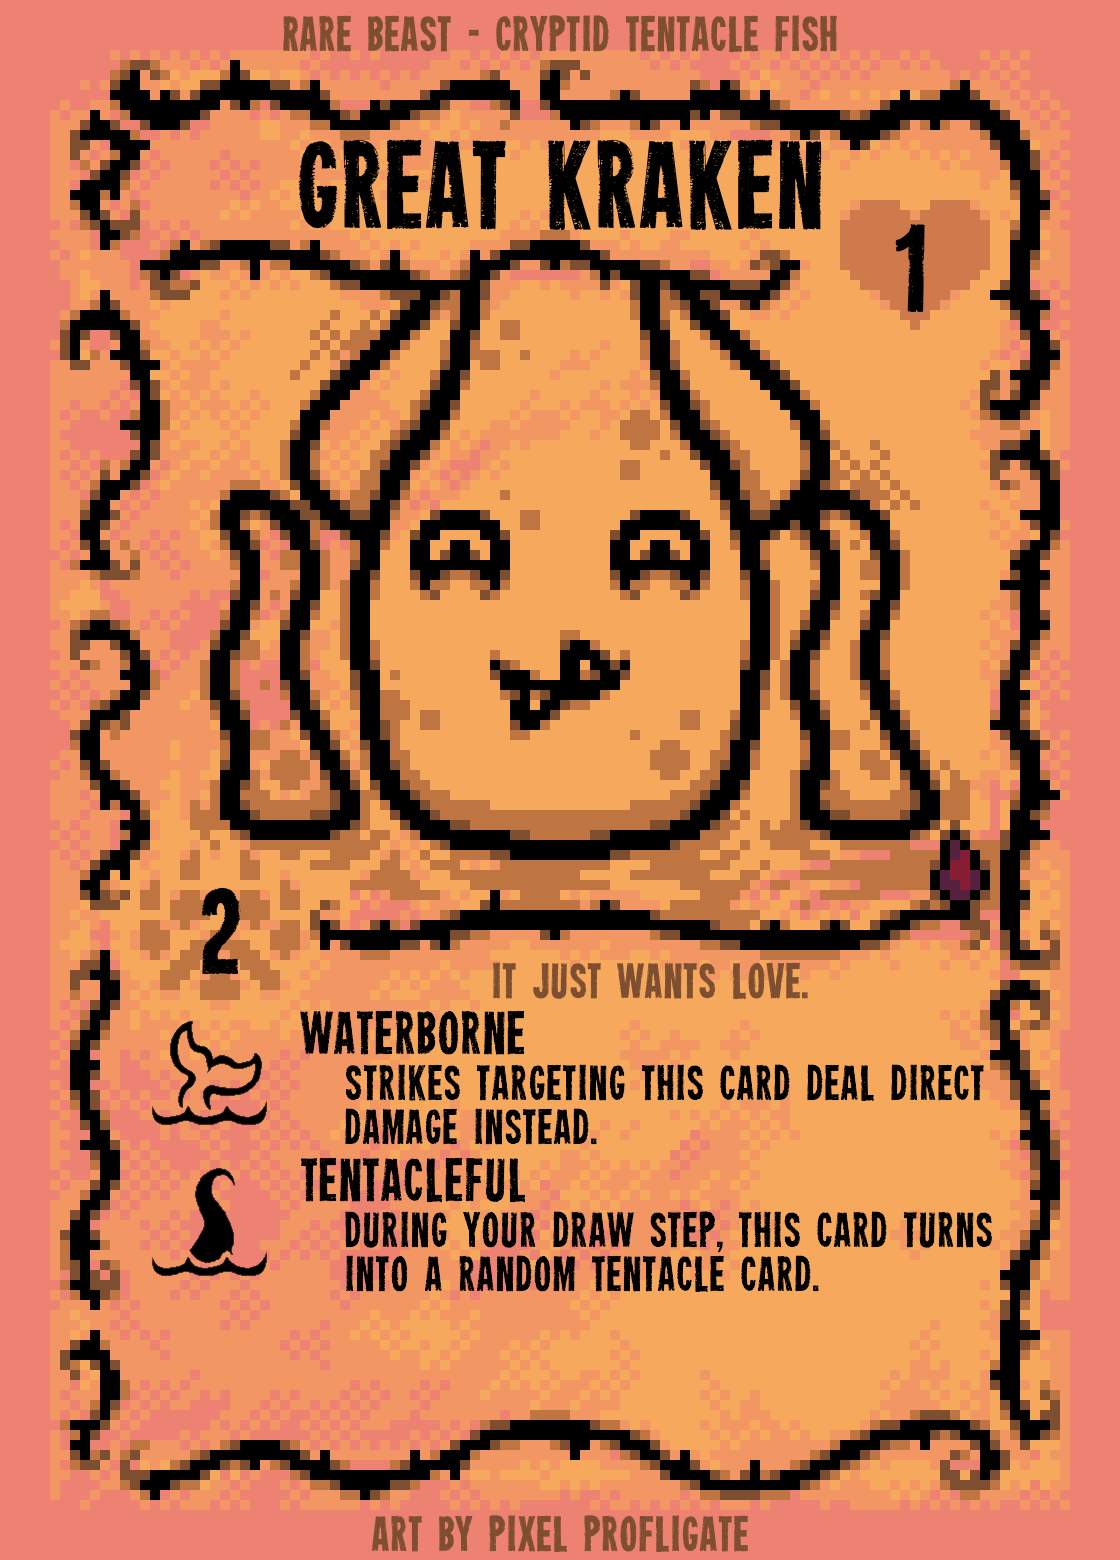 RARE BEAST - CRYPTID TENTACLE FISH
GREAT KRAKEN
1
2
IT JUST WANTS LOVE.
WATERBORNE
STRIKES TARGETING THIS CARD DEAL DIRECT
DAMAGE INSTEAD.
TENTACLEFUL
DURING YOUR DRAW STEP, THIS CARD TURNS
INTO A RANDOM TENTACLE CARD.
ART BY PIXEL PROFLIGATE